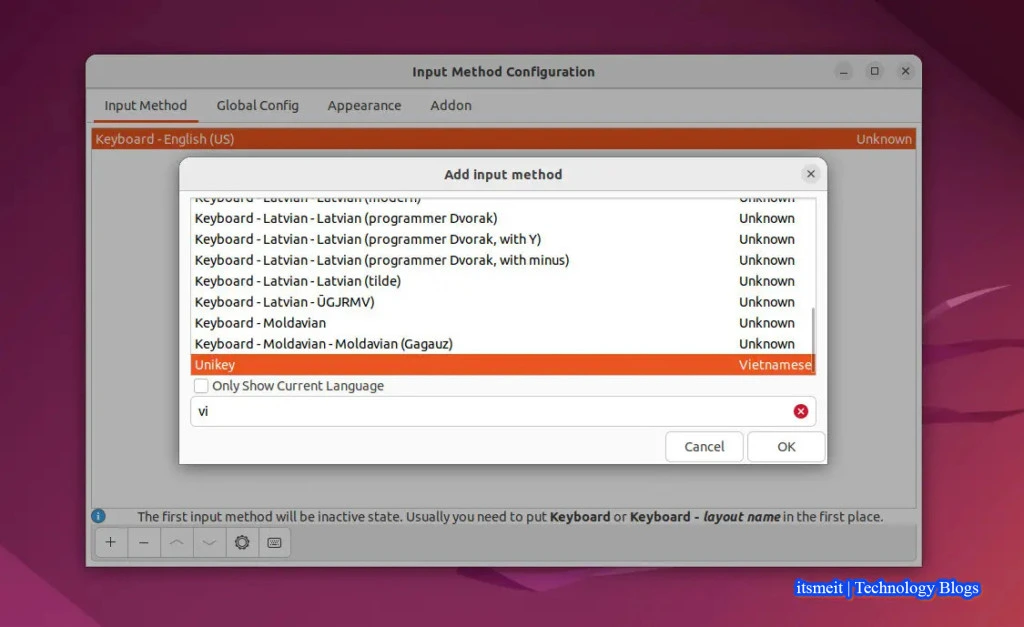 Input Method Configuration
Input Method Global Config Appearance Addon
Keyboard - English (US) Unknown
Add input method
Keyboard - Latvian - Latvian (modern) Unknown
Keyboard - Latvian - Latvian (programmer Dvorak) Unknown
Keyboard - Latvian - Latvian (programmer Dvorak, with Y) Unknown
Keyboard - Latvian - Latvian (programmer Dvorak, with minus) Unknown
Keyboard - Latvian - Latvian (tilde) Unknown
Keyboard - Latvian - ŪGJRMV) Unknown
Keyboard - Moldavian Unknown
Keyboard - Moldavian - Moldavian (Gagauz) Unknown
Unikey Vietnamese
Only Show Current Language
vi
Cancel OK
The first input method will be inactive state. Usually you need to put Keyboard or Keyboard - layout name in the first place.
itsmeit | Technology Blogs